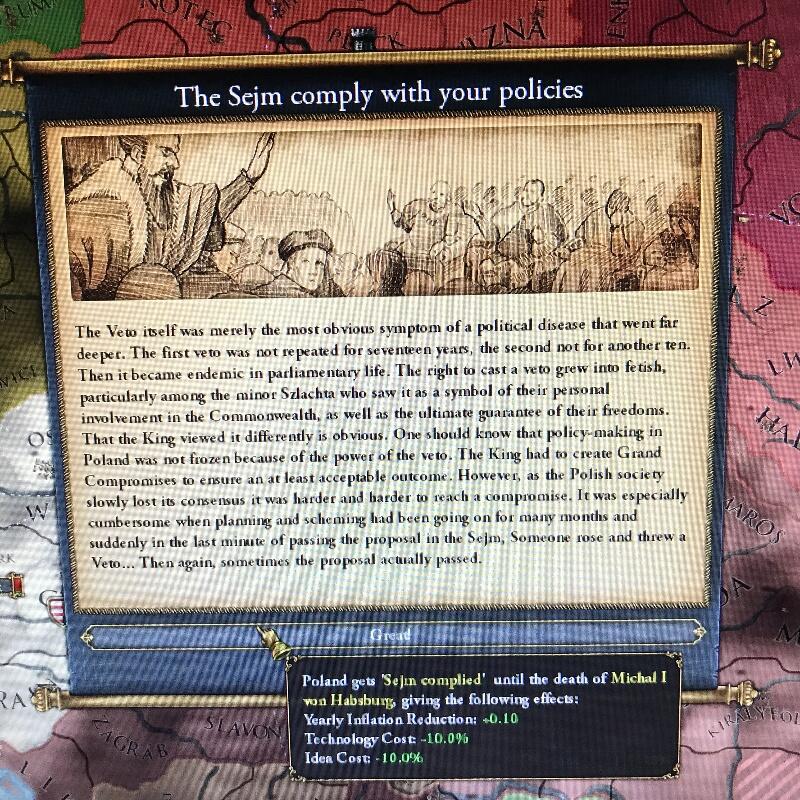 NOTEC
PŁOCK
The Sejm comply with your policies
The Veto itself was merely the most obvious symptom of a political disease that went far
deeper. The first veto was not repeated for seventeen years, the second not for another ten.
Then it became endemic in parliamentary life. The right to cast a veto grew into fetish,
particularly among the minor Szlachta who saw it as a symbol of their personal
involvement in the Commonwealth, as well as the ultimate guarantee of their freedoms.
That the King viewed it differently is obvious. One should know that policy-making in
Poland was not frozen because of the power of the veto. The King had to create Grand
Compromises to ensure an at least acceptable outcome. However, as the Polish society
slowly lost its consensus it was harder and harder to reach a compromise. It was especially
cumbersome when planning and scheming had been going on for many months and
suddenly in the last minute of passing the proposal in the Sejm, Someone rose and threw a
Veto... Then again, sometimes the proposal actually passed.
Great
Poland gets 'Sejm complied' until the death of Michal I
von Habsburg, giving the following effects:
Yearly Inflation Reduction: +0.10
Technology Cost: -10.0%
Idea Cost: -10.0%
MAROS
ZAGRAB
SLAVON